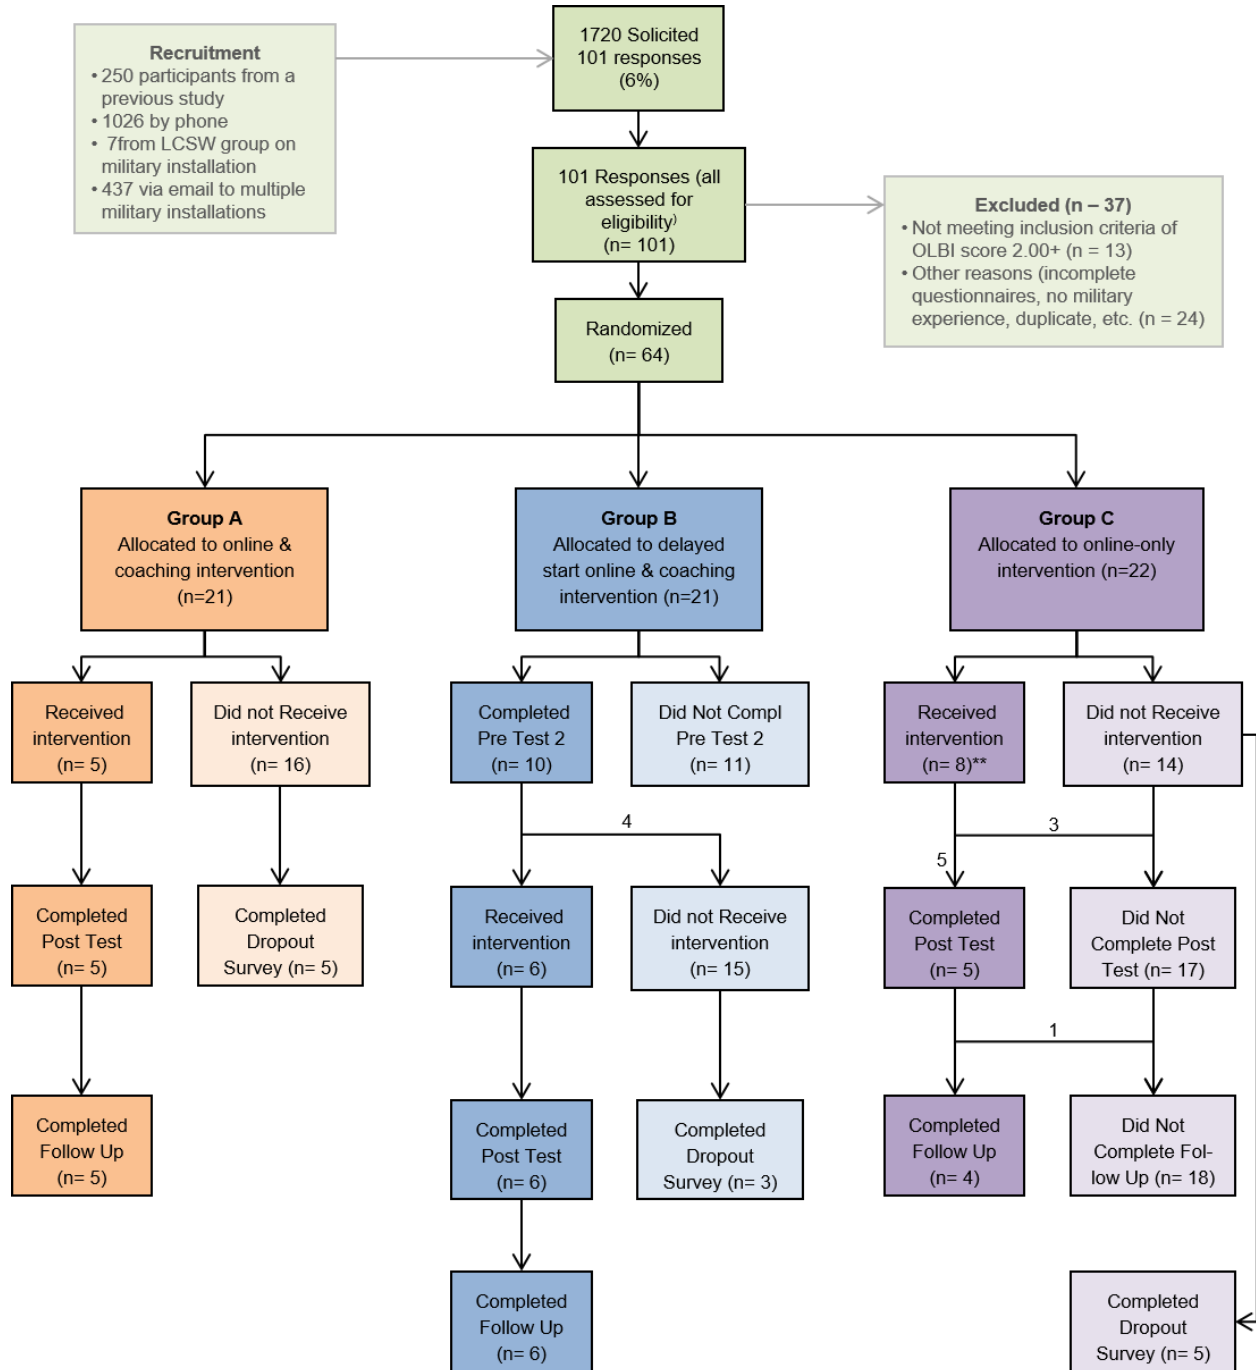 Recruitment
• 250 participants from a
previous study
• 1026 by phone
• 7from LCSW group on
military installation
• 437 via email to multiple
military installations
1720 Solicited
101 responses
(6%)
101 Responses (all
assessed for
eligibility)
(n= 101)
Excluded (n – 37)
• Not meeting inclusion criteria of
OLBI score 2.00+ (n = 13)
• Other reasons (incomplete
questionnaires, no military
experience, duplicate, etc. (n = 24)
Randomized
(n= 64)
Group A
Allocated to online &
coaching intervention
(n=21)
Group B
Allocated to delayed
start online & coaching
intervention (n=21)
Group C
Allocated to online-only
intervention (n=22)
Received
intervention
(n= 5)
Did not Receive
intervention
(n= 16)
Completed
Pre Test 2
(n= 10)
Did Not Compl
Pre Test 2
(n= 11)
Received
intervention
(n= 8)**
Did not Receive
intervention
(n= 14)
4
3
5
Completed
Post Test
(n= 5)
Completed
Dropout
Survey (n= 5)
Received
intervention
(n= 6)
Did not Receive
intervention
(n= 15)
Completed
Post Test
(n= 5)
Did Not
Complete Post
Test (n= 17)
1
Completed
Follow Up
(n= 5)
Completed
Post Test
(n= 6)
Completed
Dropout
Survey (n= 3)
Completed
Follow Up
(n= 4)
Did Not
Complete Fol-
low Up (n= 18)
Completed
Follow Up
(n= 6)
Completed
Dropout
Survey (n= 5)